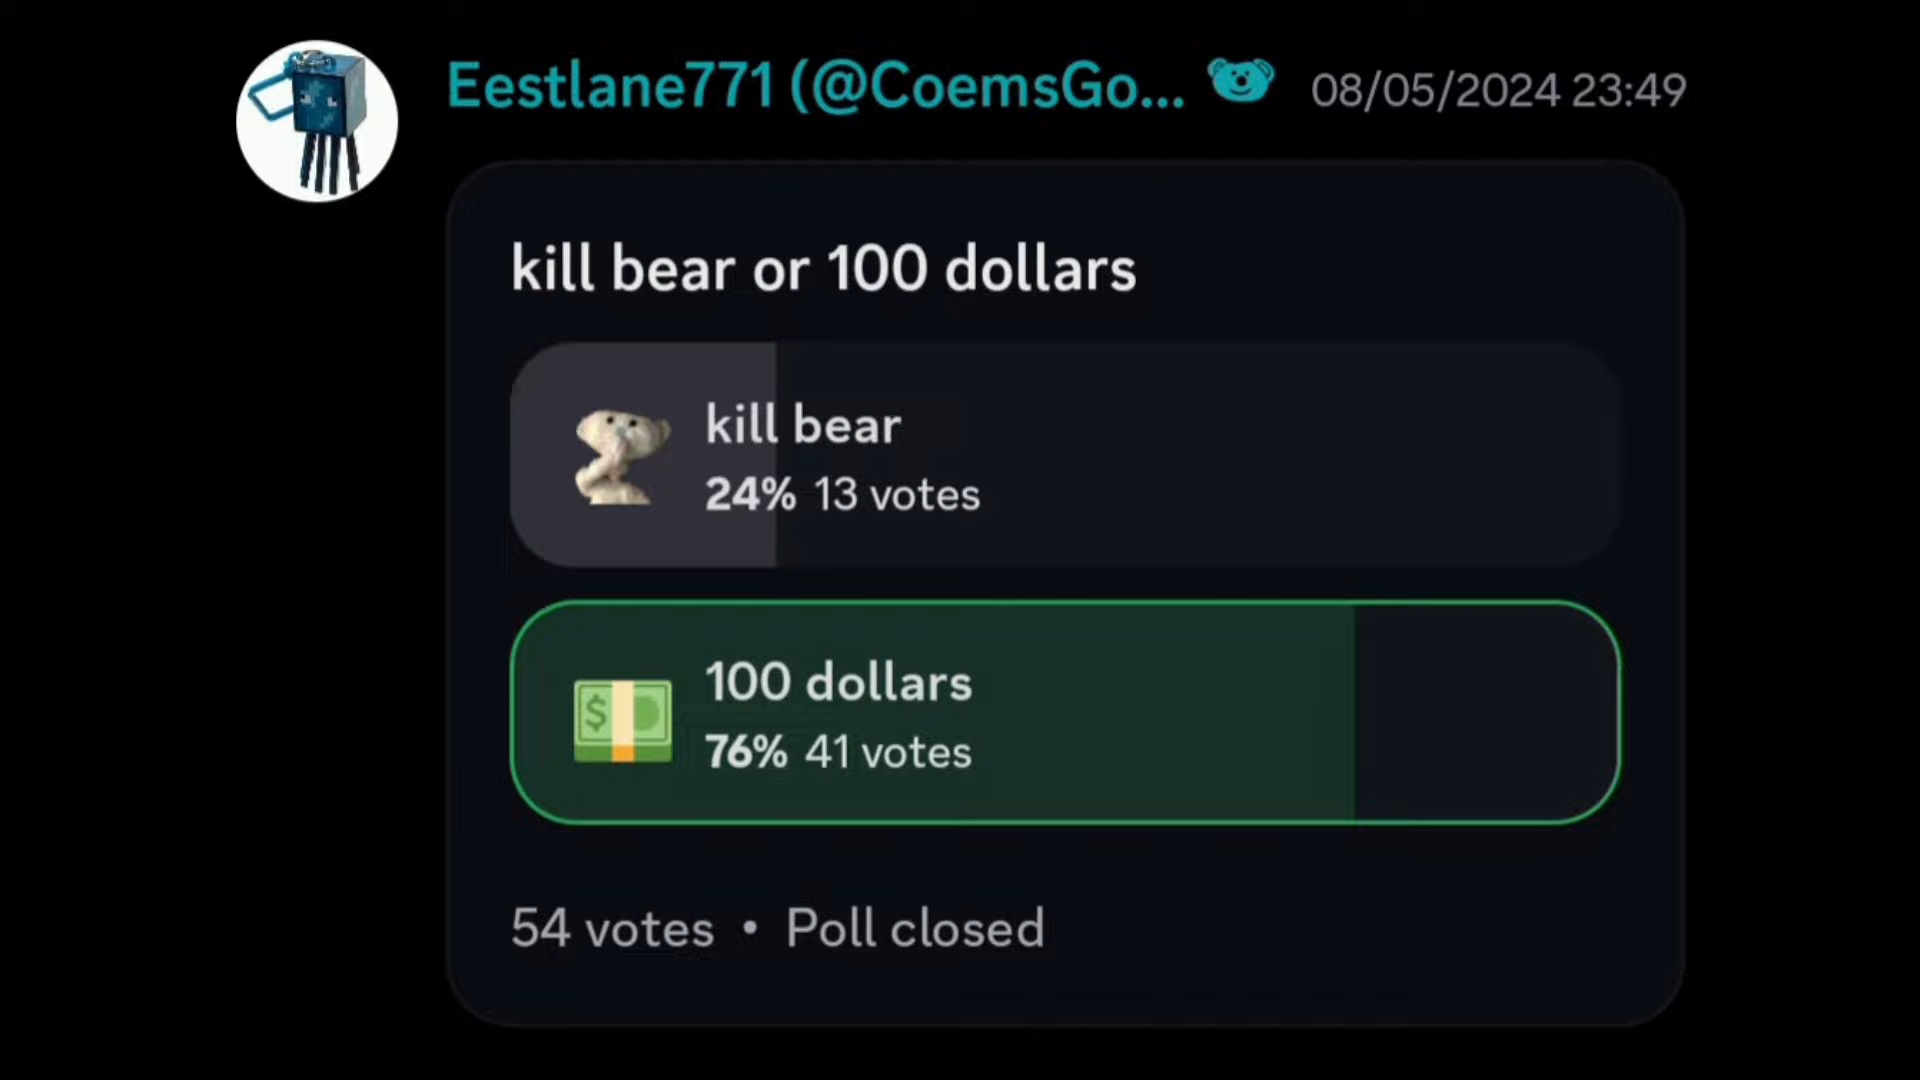 Eestlane771 (@CoemsGo... 08/05/2024 23:49
kill bear or 100 dollars
kill bear
24% 13 votes
100 dollars
76% 41 votes
54 votes • Poll closed